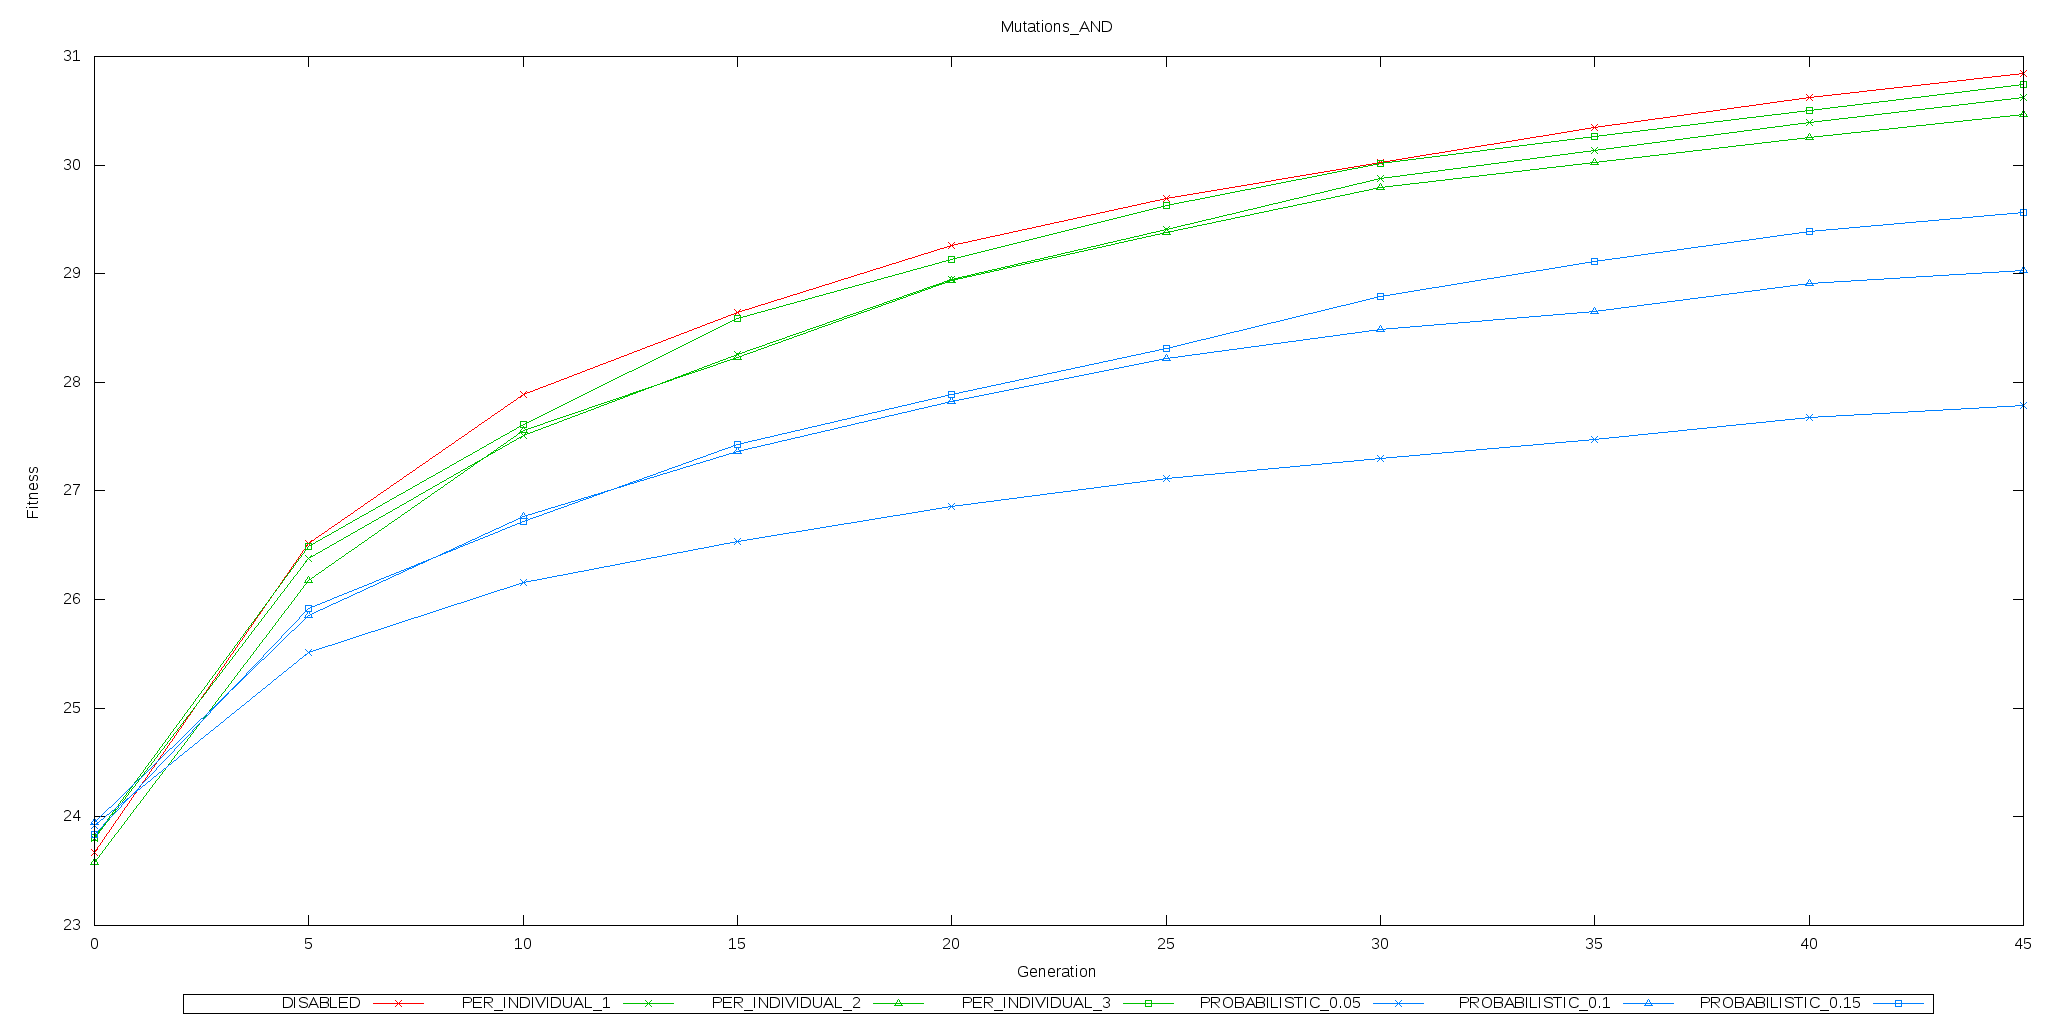 Mutations_AND
31
30
29
28
27
26
25
24
23
Fitness
0 5 10 15 20 25 30 35 40 45
Generation
DISABLED PER_INDIVIDUAL_1 PER_INDIVIDUAL_2 PER_INDIVIDUAL_3 PROBABILISTIC_0.05 PROBABILISTIC_0.1 PROBABILISTIC_0.15